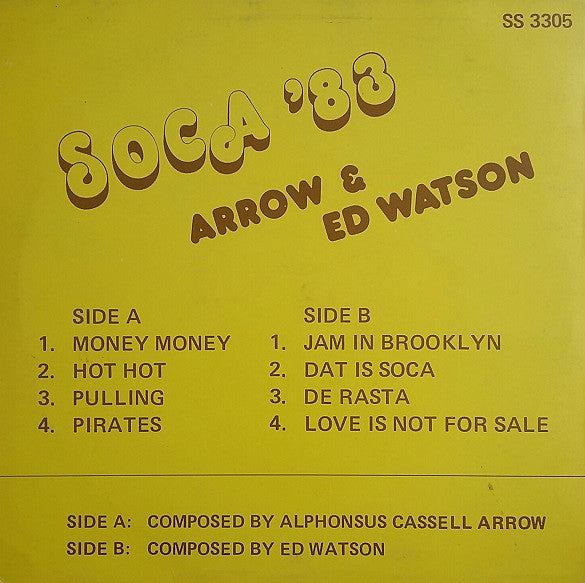 SS 3305
SOCA '83
ARROW &
ED WATSON
SIDE A
1. MONEY MONEY
2. HOT HOT
3. PULLING
4. PIRATES
SIDE B
1. JAM IN BROOKLYN
2. DAT IS SOCA
3. DE RASTA
4. LOVE IS NOT FOR SALE
SIDE A: COMPOSED BY ALPHONSUS CASSELL ARROW
SIDE B: COMPOSED BY ED WATSON